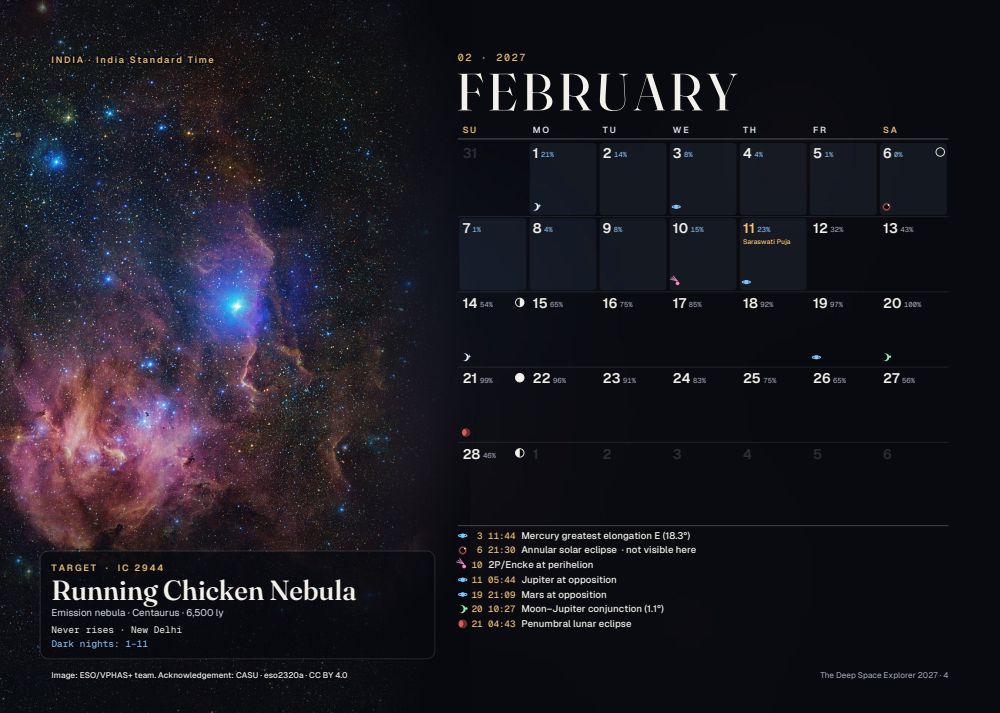 INDIA · India Standard Time
02 · 2027
FEBRUARY
SU MO TU WE TH FR SA
31 1 21% 2 14% 3 8% 4 4% 5 1% 6 0%
7 1% 8 4% 9 8% 10 15% 11 23% 12 32% 13 43%
Saraswati Puja
14 54% 15 65% 16 75% 17 85% 18 92% 19 97% 20 100%
21 99% 22 96% 23 91% 24 83% 25 75% 26 65% 27 56%
28 46% 1 2 3 4 5 6
3 11:44 Mercury greatest elongation E (18.3°)
6 21:30 Annular solar eclipse · not visible here
10 2P/Encke at perihelion
11 05:44 Jupiter at opposition
19 21:09 Mars at opposition
20 10:27 Moon–Jupiter conjunction (1.1°)
21 04:43 Penumbral lunar eclipse
TARGET · IC 2944
Running Chicken Nebula
Emission nebula · Centaurus · 6,500 ly
Never rises · New Delhi
Dark nights: 1–11
Image: ESO/VPHAS+ team. Acknowledgement: CASU · eso2320a · CC BY 4.0
The Deep Space Explorer 2027 · 4